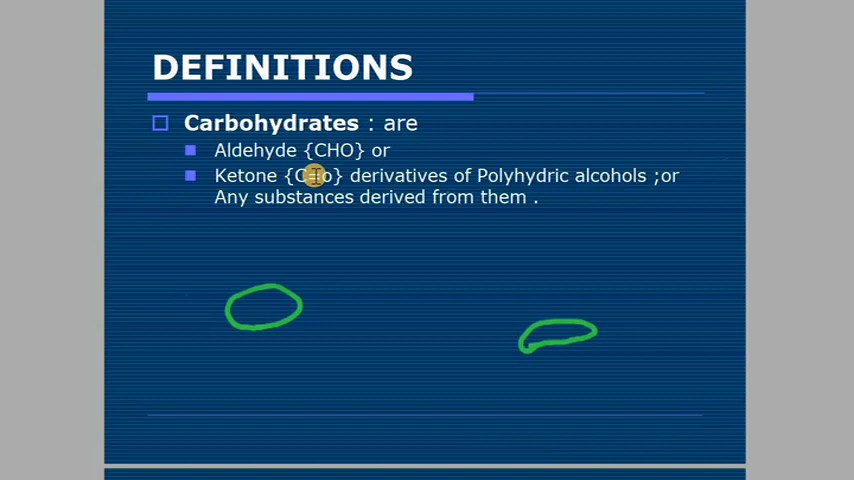 DEFINITIONS
Carbohydrates : are
Aldehyde {CHO} or
Ketone {C=o} derivatives of Polyhydric alcohols ;or
Any substances derived from them .